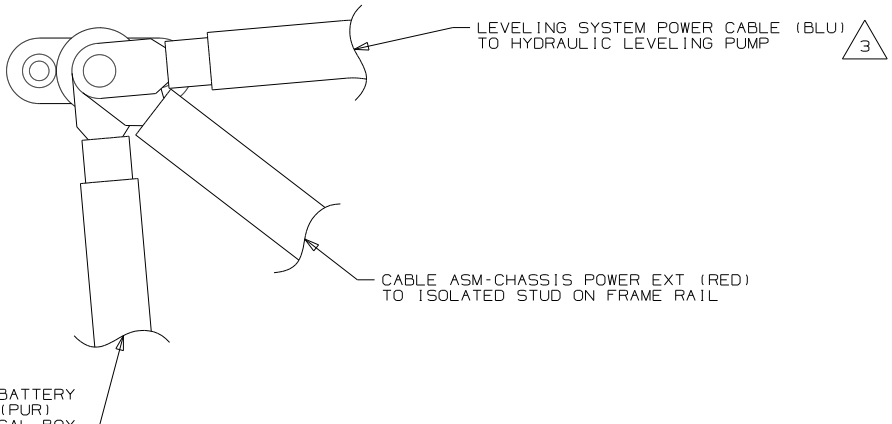 LEVELING SYSTEM POWER CABLE (BLU)
TO HYDRAULIC LEVELING PUMP
3
CABLE ASM-CHASSIS POWER EXT (RED)
TO ISOLATED STUD ON FRAME RAIL
BATTERY
(PUR)
BOX